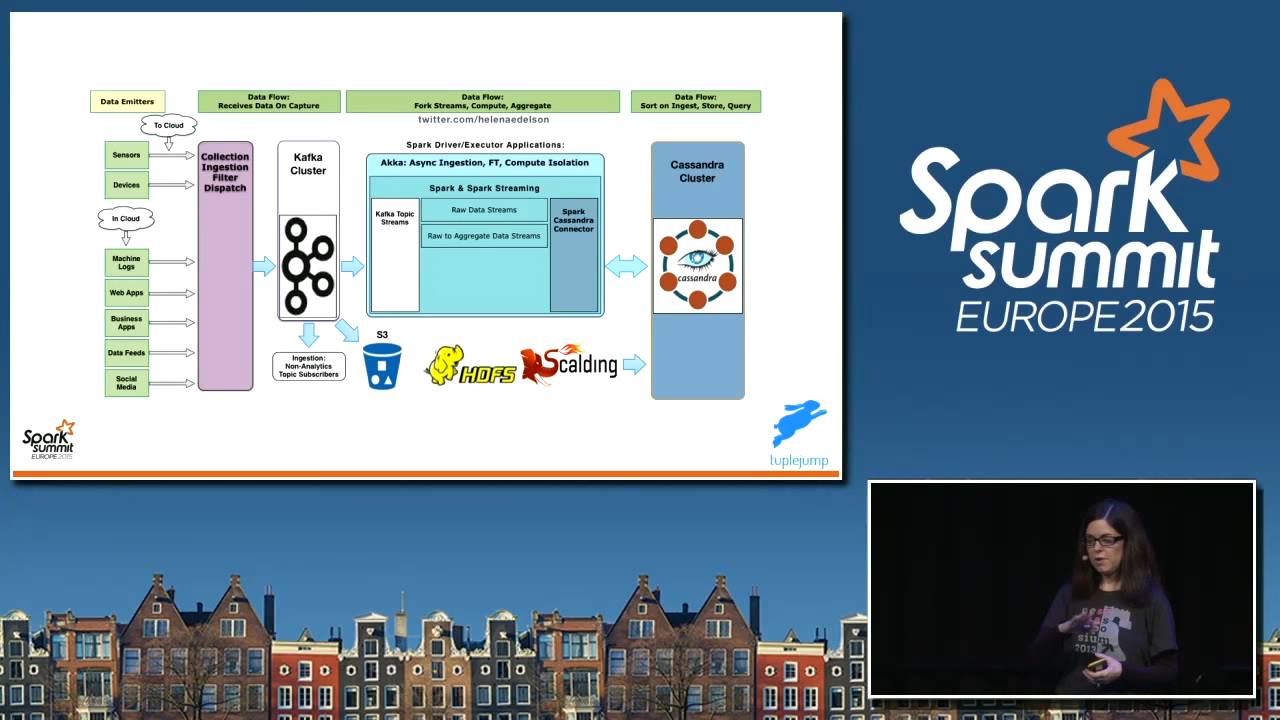 Data Emitters
Data Flow:
Receives Data On Capture
Data Flow:
Fork Streams, Compute, Aggregate
Data Flow:
Sort on Ingest, Store, Query
twitter.com/helenaedelson
To Cloud
Sensors
Devices
In Cloud
Machine
Logs
Web Apps
Business
Apps
Data Feeds
Social
Media
Collection
Ingestion
Filter
Dispatch
Kafka
Cluster
Ingestion:
Non-Analytics
Topic Subscribers
S3
Spark Driver/Executor Applications:
Akka: Async Ingestion, FT, Compute Isolation
Spark & Spark Streaming
Kafka Topic
Streams
Raw Data Streams
Raw to Aggregate Data Streams
Spark
Cassandra
Connector
HDFS
Scalding
Cassandra
Cluster
cassandra
Spark
summit
EUROPE 2015
tuplejump
Spark
summit
EUROPE 2015
2013